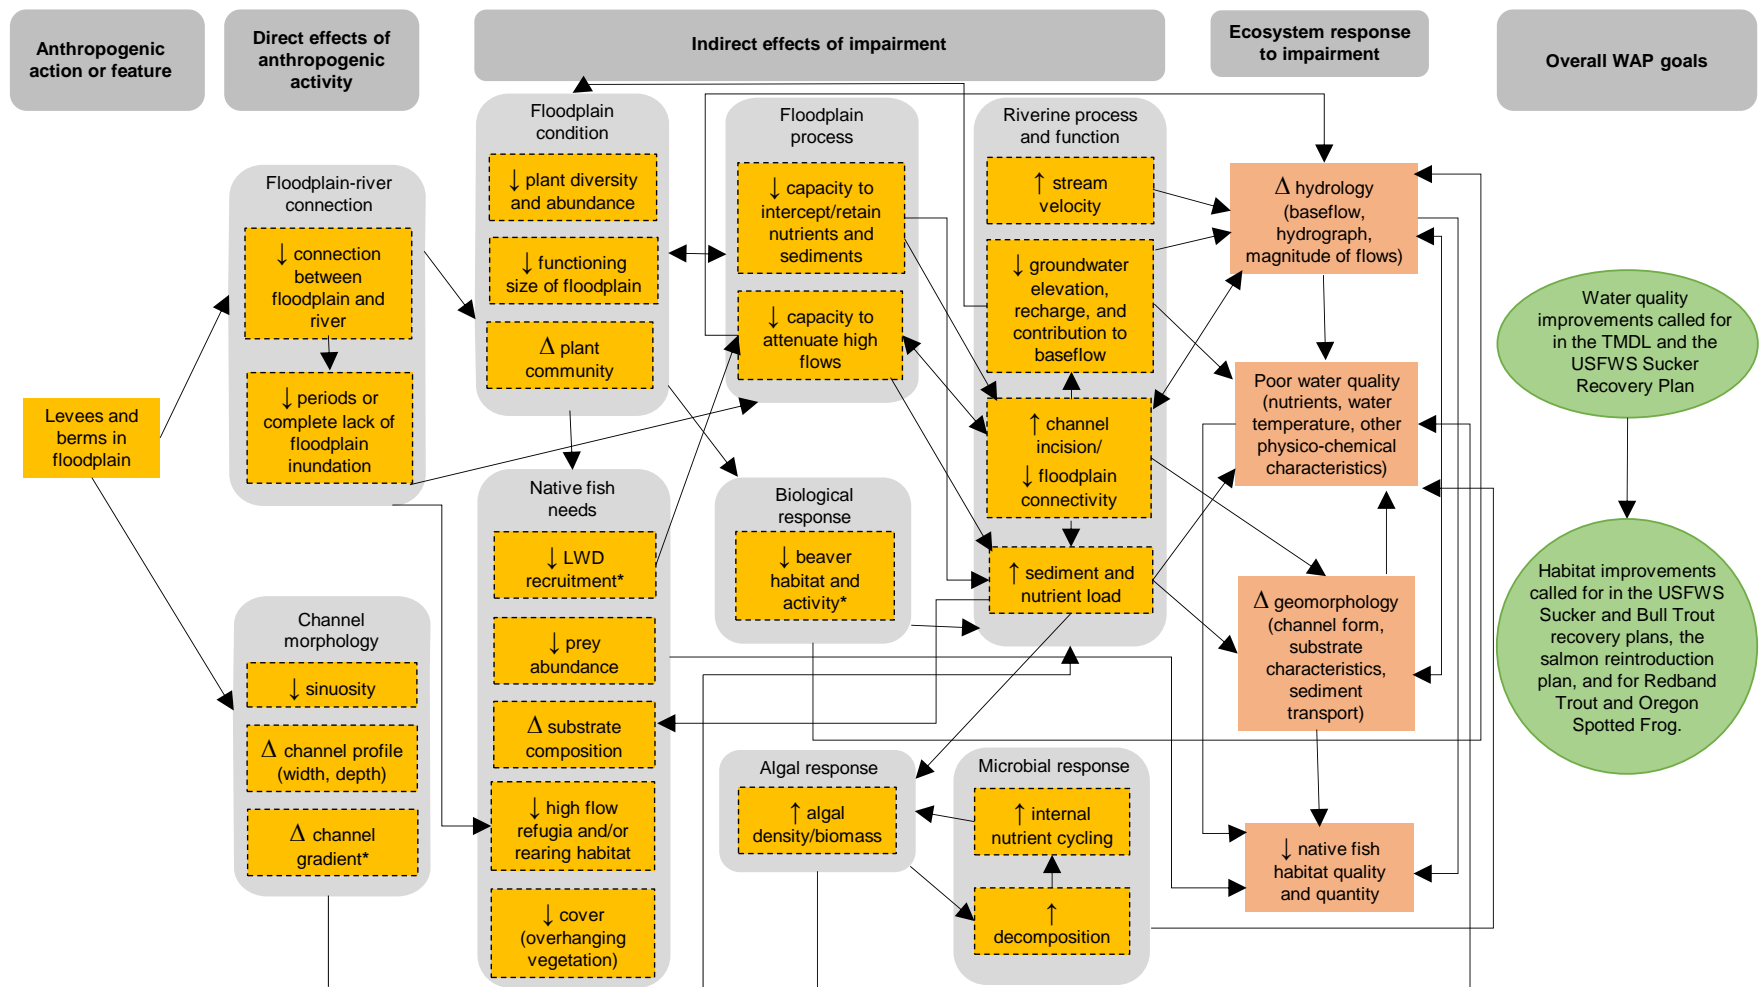 Anthropogenic
action or feature
Direct effects of
anthropogenic
activity
Indirect effects of impairment
Ecosystem response
to impairment
Overall WAP goals
Levees and
berms in
floodplain
Floodplain-river
connection
↓ connection
between
floodplain and
river
↓ periods or
complete lack of
floodplain
inundation
Channel
morphology
↓ sinuosity
Δ channel profile
(width, depth)
Δ channel
gradient*
Floodplain
condition
↓ plant diversity
and abundance
↓ functioning
size of floodplain
Δ plant
community
Native fish
needs
↓ LWD
recruitment*
↓ prey
abundance
Δ substrate
composition
↓ high flow
refugia and/or
rearing habitat
↓ cover
(overhanging
vegetation)
Floodplain
process
↓ capacity to
intercept/retain
nutrients and
sediments
↓ capacity to
attenuate high
flows
Biological
response
↓ beaver
habitat and
activity*
Algal response
↑ algal
density/biomass
Riverine process
and function
↑ stream
velocity
↓ groundwater
elevation,
recharge, and
contribution to
baseflow
↑ channel
incision/
↓ floodplain
connectivity
↑ sediment and
nutrient load
Microbial response
↑ internal
nutrient cycling
↑
decomposition
Δ hydrology
(baseflow,
hydrograph,
magnitude of flows)
Poor water quality
(nutrients, water
temperature, other
physico-chemical
characteristics)
Δ geomorphology
(channel form,
substrate
characteristics,
sediment
transport)
↓ native fish
habitat quality
and quantity
Water quality
improvements called for
in the TMDL and the
USFWS Sucker
Recovery Plan
Habitat improvements
called for in the USFWS
Sucker and Bull Trout
recovery plans, the
salmon reintroduction
plan, and for Redband
Trout and Oregon
Spotted Frog.